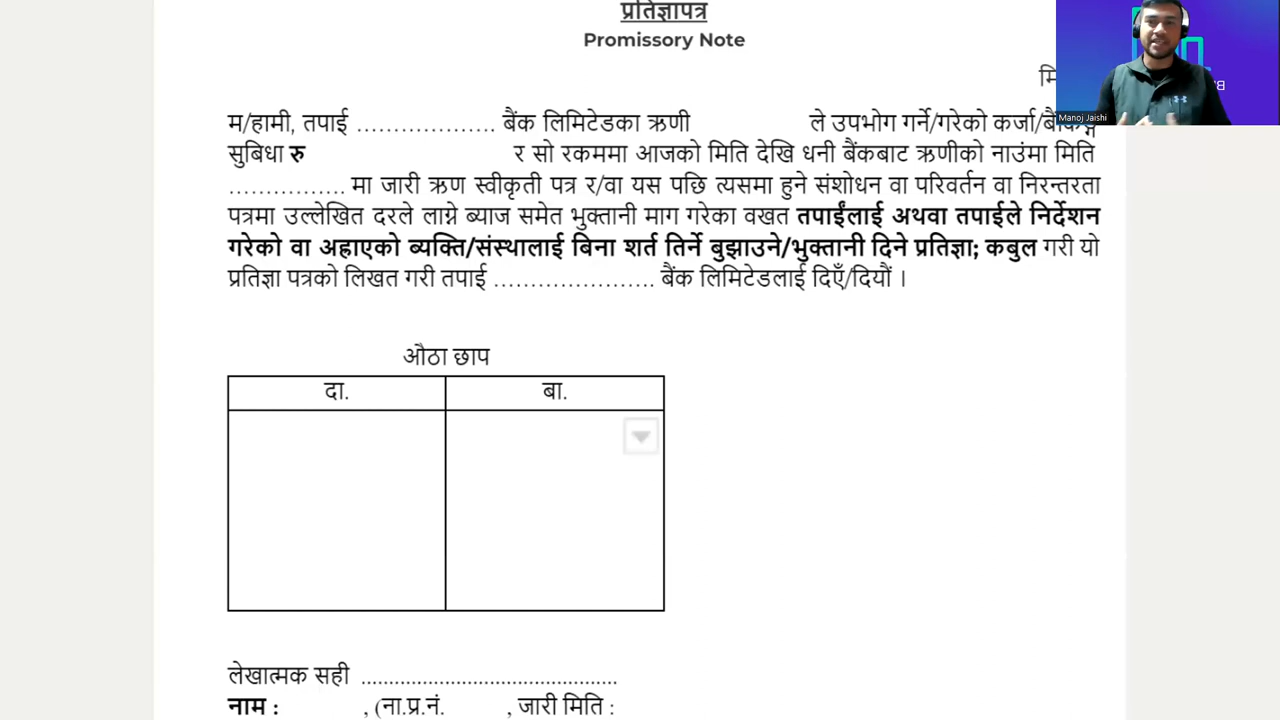 प्रतिज्ञापत्र
Promissory Note
म/हामी, तपाई ………………. बैंक लिमिटेडका ऋणी ले उपभोग गर्ने/गरेको
सुबिधा रु र सो रकममा आजको मिति देखि धनी बैंकबाट ऋणीको नाउंमा मिति
……………. मा जारी ऋण स्वीकृती पत्र र/वा यस पछि त्यसमा हुने संशोधन वा परिवर्तन वा निरन्तरता
पत्रमा उल्लेखित दरले लाग्ने ब्याज समेत भुक्तानी माग गरेका वखत तपाईंलाई अथवा तपाईले निर्देशन
गरेको वा अह्राएको ब्यक्ति/संस्थालाई बिना शर्त तिर्ने बुझाउने/भुक्तानी दिने प्रतिज्ञा; कबुल गरी यो
प्रतिज्ञा पत्रको लिखत गरी तपाई …………………. बैंक लिमिटेडलाई दिएँ/दियौं ।
औठा छाप
दा. बा.
लेखात्मक सही .............................................
नाम : , (ना.प्र.नं. , जारी मिति :
Manoj Jaishi